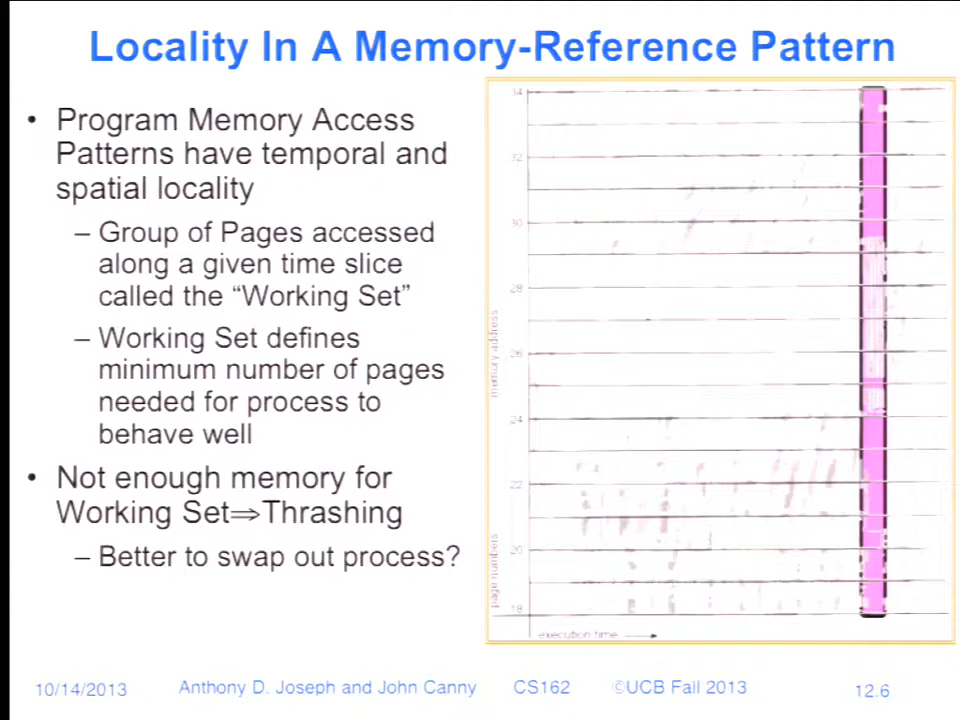 Locality In A Memory-Reference Pattern
• Program Memory Access
Patterns have temporal and
spatial locality
– Group of Pages accessed
along a given time slice
called the “Working Set”
– Working Set defines
minimum number of pages
needed for process to
behave well
• Not enough memory for
Working Set⇒Thrashing
– Better to swap out process?
34
32
30
28
26
24
22
20
18
memory address
page numbers
execution time
10/14/2013
Anthony D. Joseph and John Canny
CS162
©UCB Fall 2013
12.6